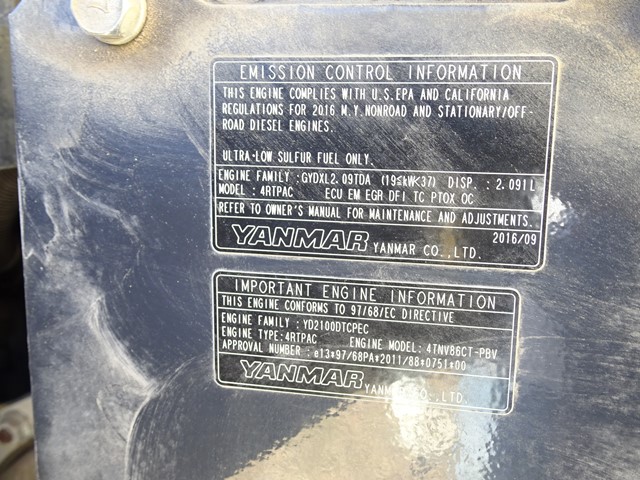 EMISSION CONTROL INFORMATION
THIS ENGINE COMPLIES WITH U.S.EPA AND CALIFORNIA
REGULATIONS FOR 2016 M.Y.NONROAD AND STATIONARY/OFF-
ROAD DIESEL ENGINES.
ULTRA-LOW SULFUR FUEL ONLY.
ENGINE FAMILY:GYDXL2.09TDA (19≤kW<37) DISP.:2.091L
MODEL:4RTPAC ECU EM EGR DFI TC PTOX OC
REFER TO OWNER'S MANUAL FOR MAINTENANCE AND ADJUSTMENTS.
2016/09
YANMAR YANMAR CO.,LTD.
IMPORTANT ENGINE INFORMATION
THIS ENGINE CONFORMS TO 97/68/EC DIRECTIVE
ENGINE FAMILY:YD2100DTCPEC
ENGINE TYPE:4RTPAC ENGINE MODEL:4TNV86CT-PBV
APPROVAL NUMBER:e13*97/68PA*2011/88*0751*00
YANMAR YANMAR CO.,LTD.